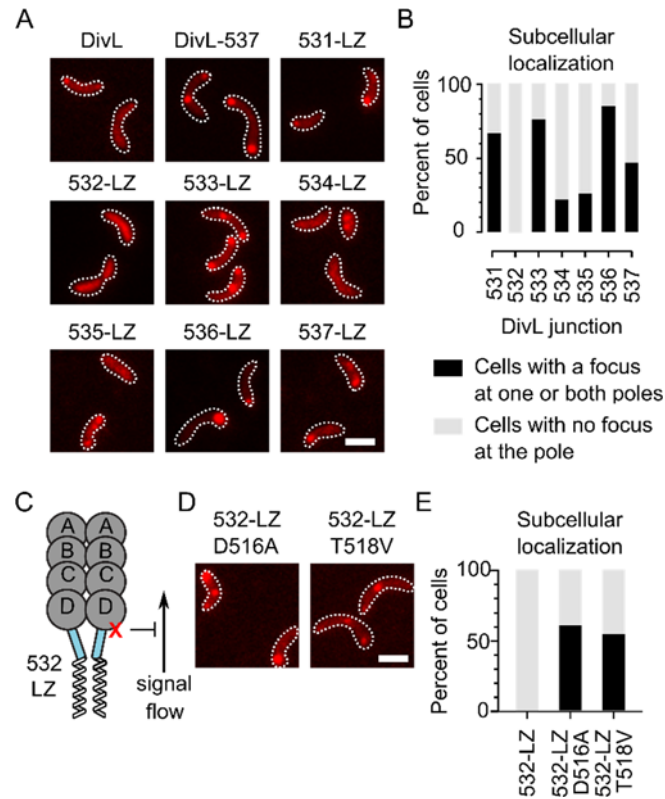 A
DivL
DivL-537
531-LZ
532-LZ
533-LZ
534-LZ
535-LZ
536-LZ
537-LZ
B
Subcellular
localization
Percent of cells
100
50
0
531
532
533
534
535
536
537
DivL junction
Cells with a focus
at one or both poles
Cells with no focus
at the pole
C
A A
B B
C C
D D
X
532
LZ
signal
flow
D
532-LZ
D516A
532-LZ
T518V
E
Subcellular
localization
Percent of cells
100
50
0
532-LZ
532-LZ
D516A
532-LZ
T518V